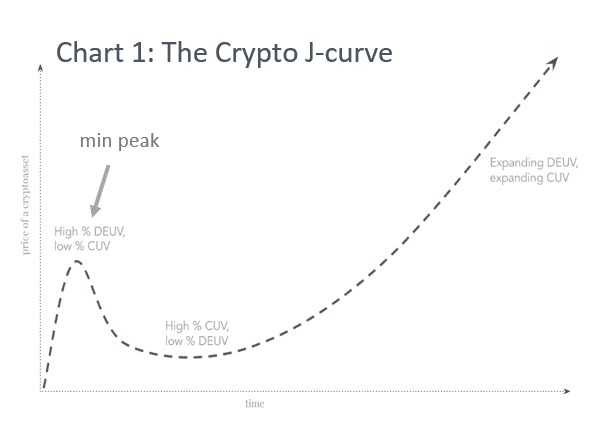 Chart 1: The Crypto J-curve
min peak
High % DEUV,
low % CUV
High % CUV,
low % DEUV
Expanding DEUV,
expanding CUV
price of a cryptoasset
time